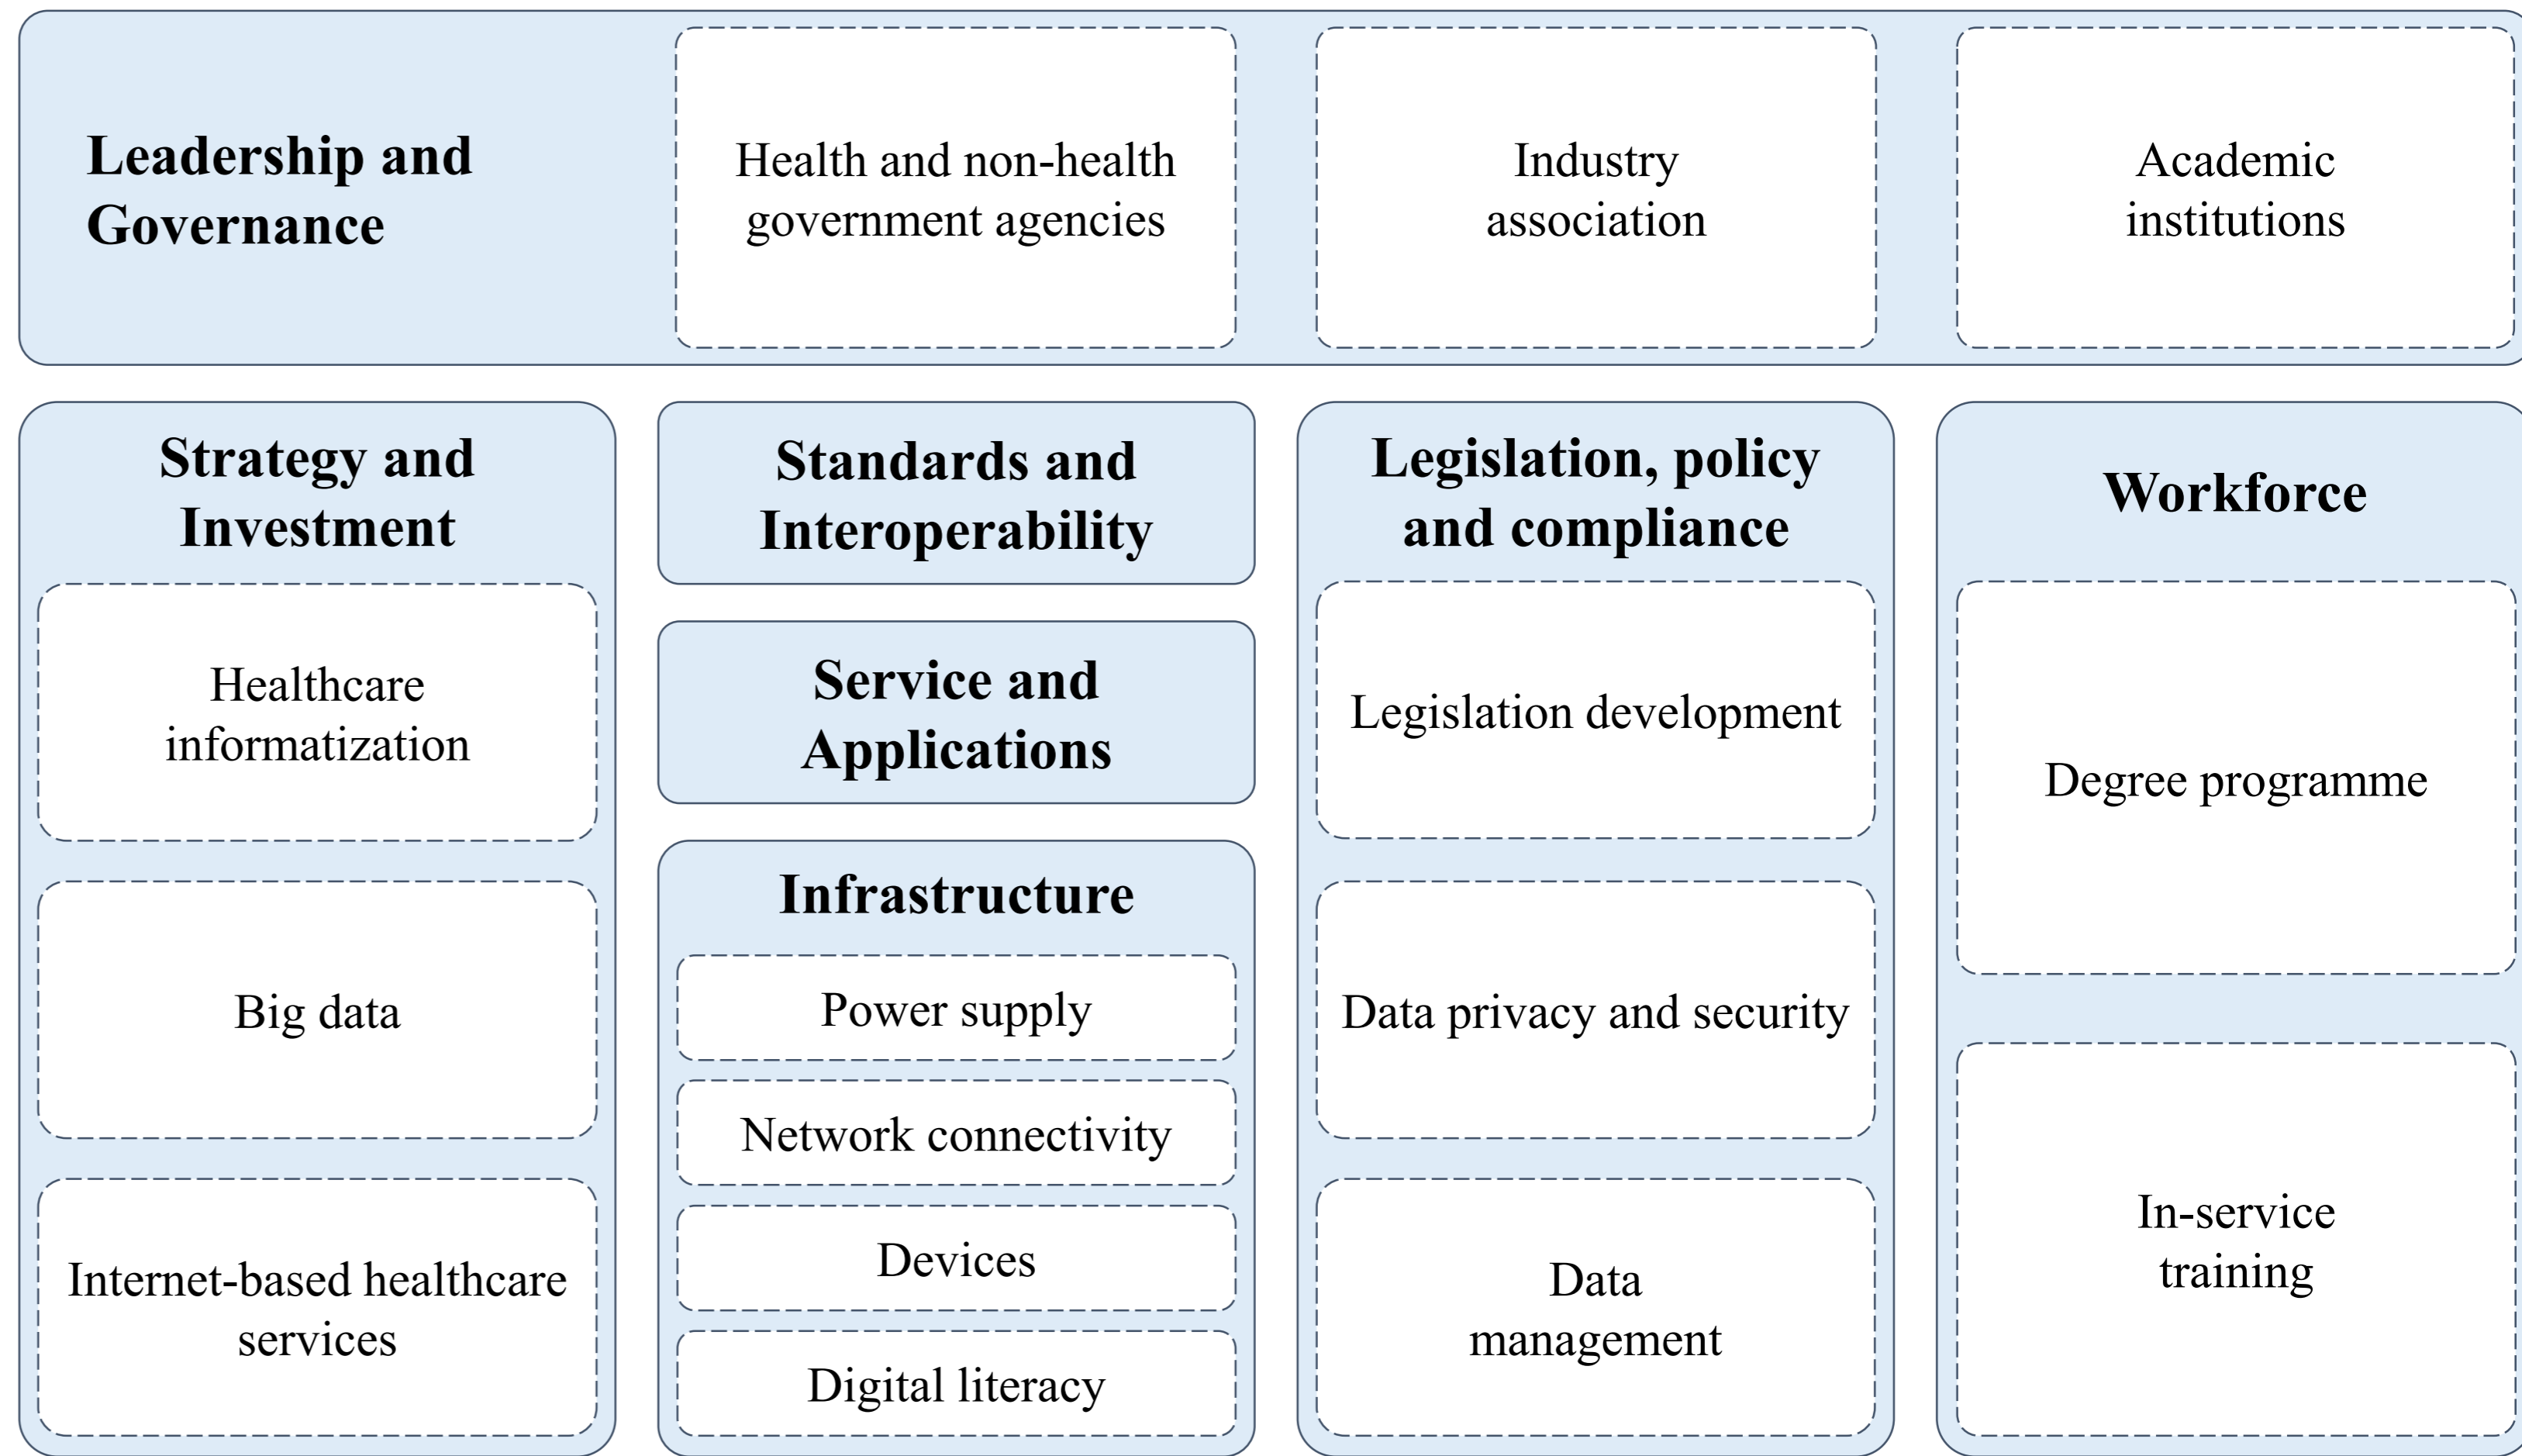 Leadership and
Governance
Health and non-health
government agencies
Industry
association
Academic
institutions
Strategy and
Investment
Healthcare
informatization
Big data
Internet-based healthcare
services
Standards and
Interoperability
Service and
Applications
Infrastructure
Power supply
Network connectivity
Devices
Digital literacy
Legislation, policy
and compliance
Legislation development
Data privacy and security
Data
management
Workforce
Degree programme
In-service
training